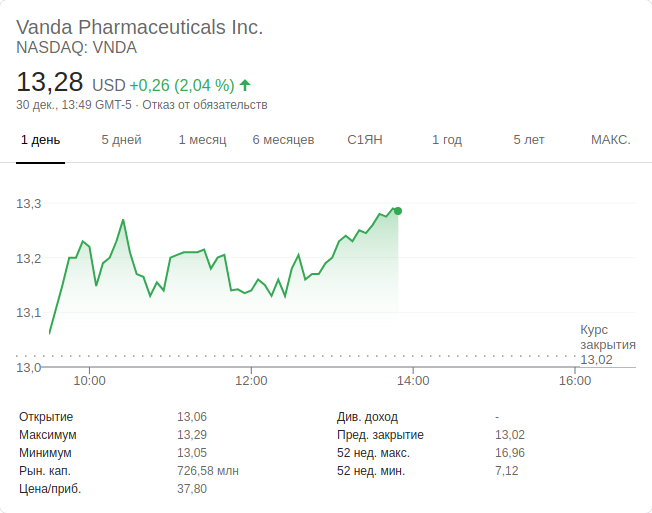 Vanda Pharmaceuticals Inc.
NASDAQ: VNDA
13,28 USD +0,26 (2,04 %)
30 дек., 13:49 GMT-5 · Отказ от обязательств
1 день 5 дней 1 месяц 6 месяцев С1ЯН 1 год 5 лет МАКС.
13,3
13,2
13,1
13,0
Курс
закрытия
13,02
10:00 12:00 14:00 16:00
Открытие 13,06 Див. доход -
Максимум 13,29 Пред. закрытие 13,02
Минимум 13,05 52 нед. макс. 16,96
Рын. кап. 726,58 млн 52 нед. мин. 7,12
Цена/приб. 37,80